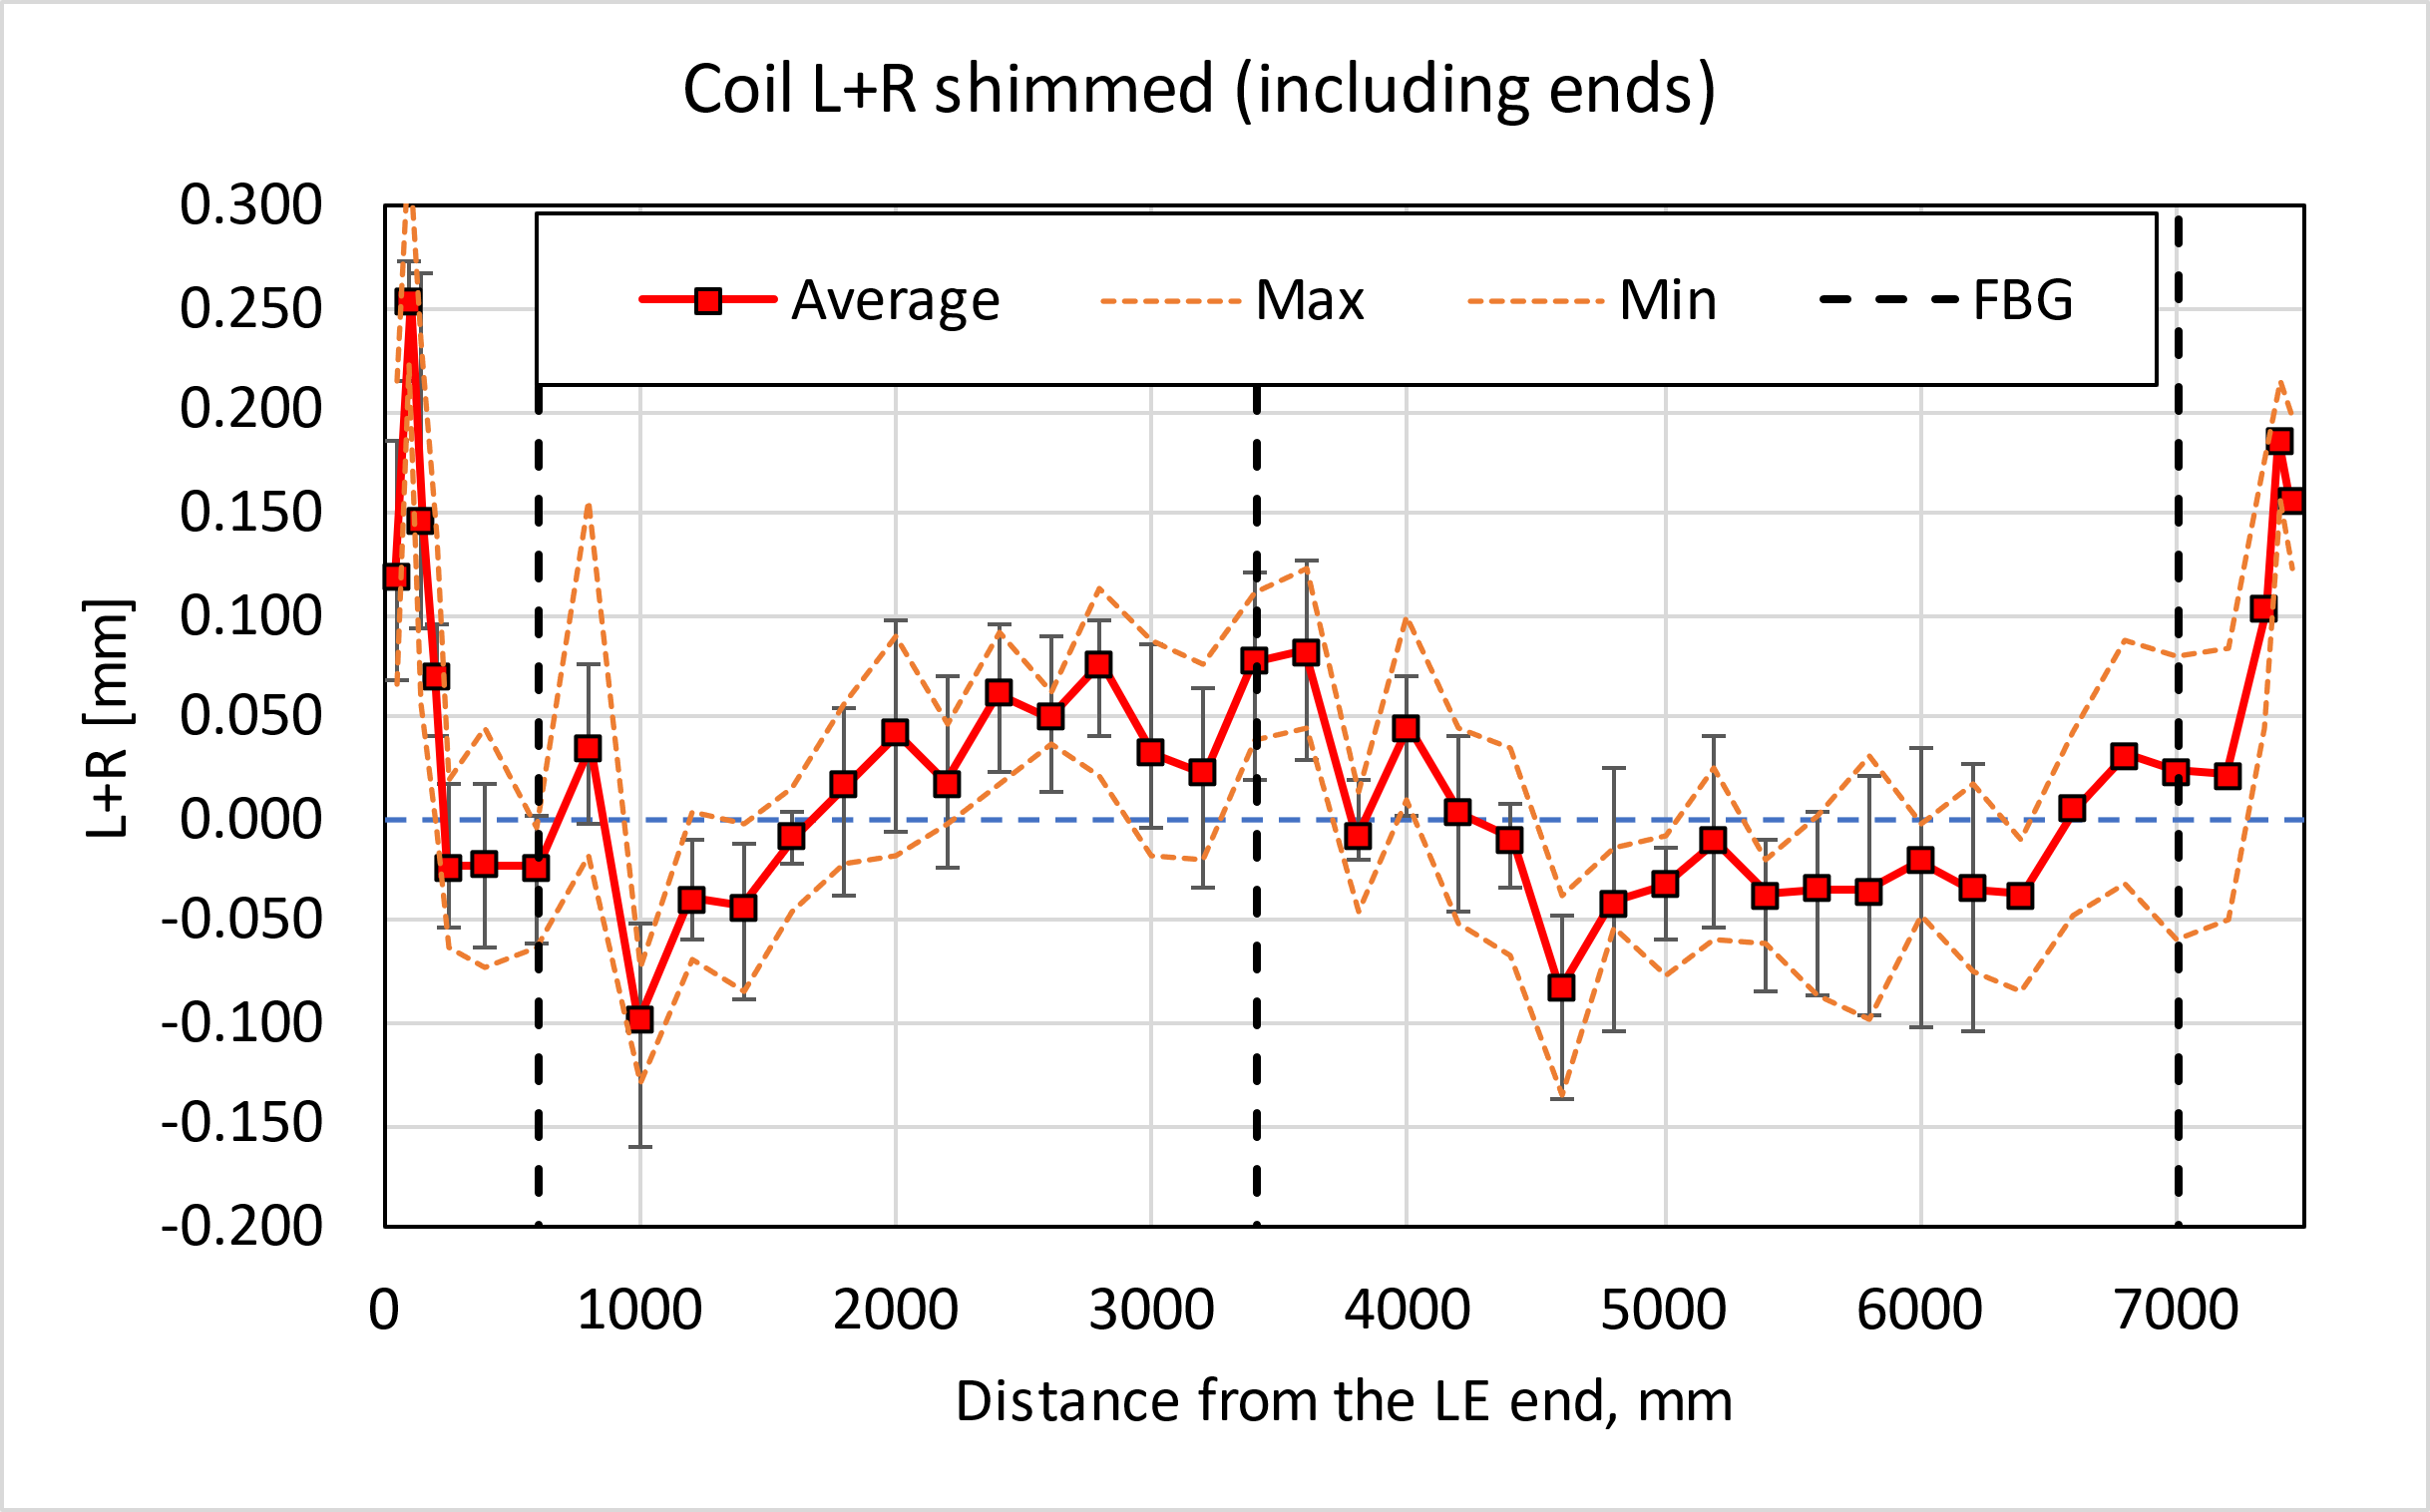 Coil L+R shimmed (including ends)
0.300
0.250
0.200
0.150
0.100
0.050
0.000
-0.050
-0.100
-0.150
-0.200
L+R [mm]
Average Max Min FBG
0 1000 2000 3000 4000 5000 6000 7000
Distance from the LE end, mm